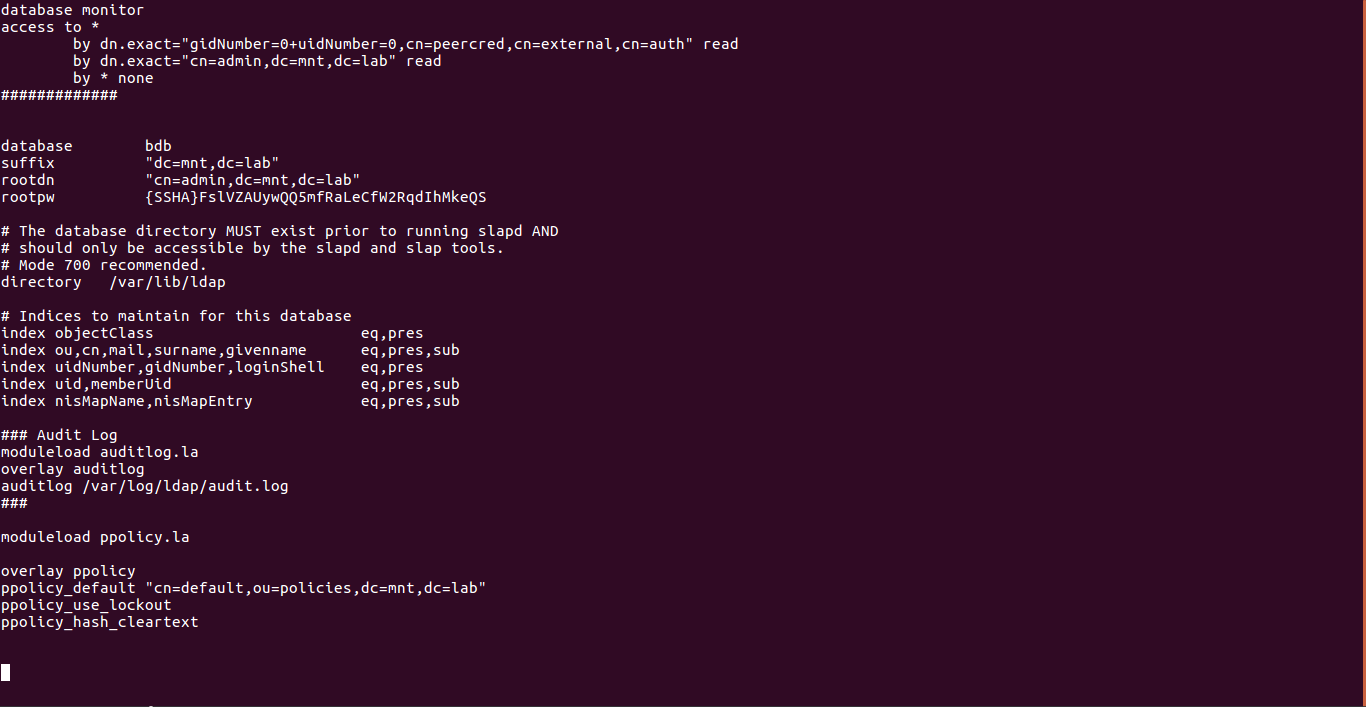 database monitor
access to *
        by dn.exact="gidNumber=0+uidNumber=0,cn=peercred,cn=external,cn=auth" read
        by dn.exact="cn=admin,dc=mnt,dc=lab" read
        by * none
#############
database        bdb
suffix          "dc=mnt,dc=lab"
rootdn          "cn=admin,dc=mnt,dc=lab"
rootpw          {SSHA}FslVZAUywQQ5mfRaLeCfW2RqdIhMkeQS
# The database directory MUST exist prior to running slapd AND
# should only be accessible by the slapd and slap tools.
# Mode 700 recommended.
directory   /var/lib/ldap
# Indices to maintain for this database
index objectClass                       eq,pres
index ou,cn,mail,surname,givenname      eq,pres,sub
index uidNumber,gidNumber,loginShell    eq,pres
index uid,memberUid                     eq,pres,sub
index nisMapName,nisMapEntry            eq,pres,sub
### Audit Log
moduleload auditlog.la
overlay auditlog
auditlog /var/log/ldap/audit.log
###
moduleload ppolicy.la
overlay ppolicy
ppolicy_default "cn=default,ou=policies,dc=mnt,dc=lab"
ppolicy_use_lockout
ppolicy_hash_cleartext